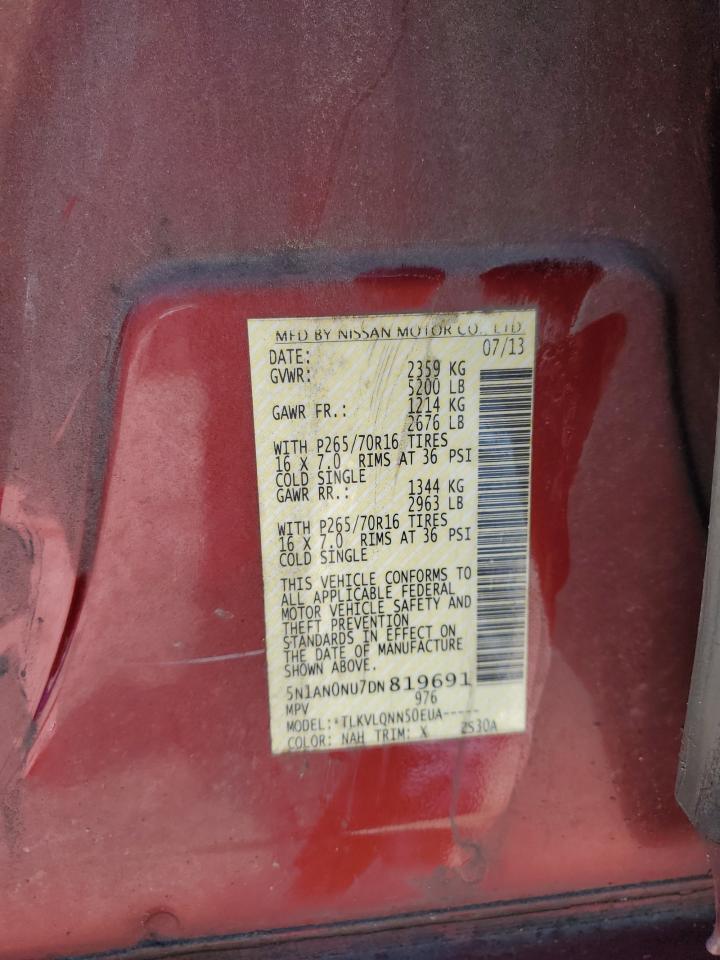 MFD BY NISSAN MOTOR CO., LTD.
DATE: 07/13
GVWR: 2359 KG
5200 LB
GAWR FR.: 1214 KG
2676 LB
WITH P265/70R16 TIRES
16 X 7.0 RIMS AT 36 PSI
COLD SINGLE
GAWR RR.: 1344 KG
2963 LB
WITH P265/70R16 TIRES
16 X 7.0 RIMS AT 36 PSI
COLD SINGLE
THIS VEHICLE CONFORMS TO
ALL APPLICABLE FEDERAL
MOTOR VEHICLE SAFETY AND
THEFT PREVENTION
STANDARDS IN EFFECT ON
THE DATE OF MANUFACTURE
SHOWN ABOVE.
5N1AN0NU7DN819691
MPV 976
MODEL:*TLKVLQNN50EUA-----
COLOR: NAH TRIM: X 2S30A